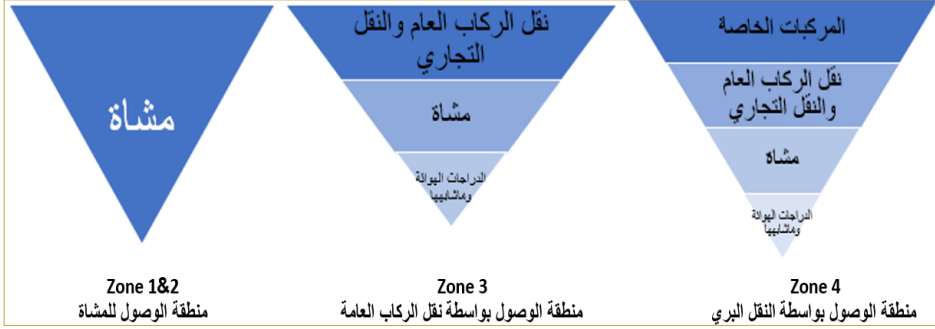 مشاة
Zone 1&2
منطقة الوصول للمشاة
نقل الركاب العام والنقل
التجاري
مشاة
الدراجات الهوائة
وماشابهها
Zone 3
منطقة الوصول بواسطة نقل الركاب العامة
المركبات الخاصة
نقل الركاب العام
والنقل التجاري
مشاة
الدراجات الهوائة
وماشابهها
Zone 4
منطقة الوصول بواسطة النقل البري